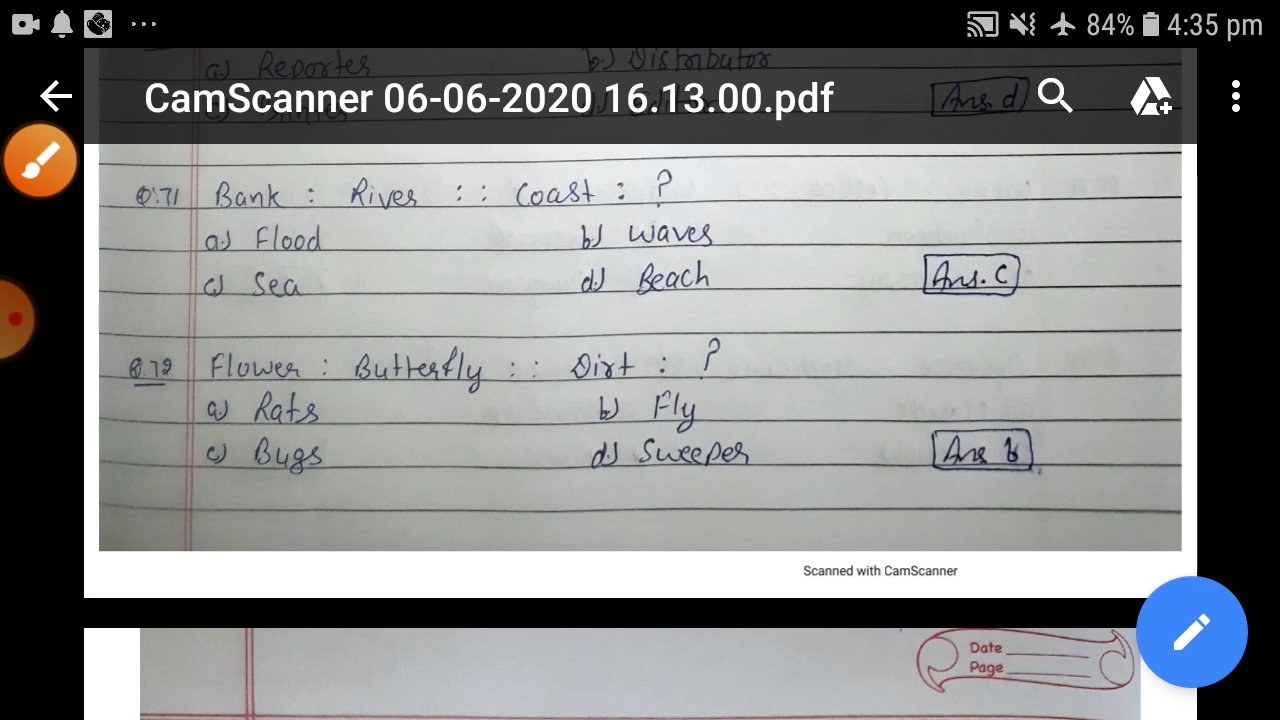 84% 4:35 pm
a.) Reporter b.) Distributor
CamScanner 06-06-2020 16.13.00.pdf
Ans. d
Q.71 Bank : River :: Coast : ?
a.) Flood b.) Waves
c.) Sea d.) Beach
Ans. C
Q.72 Flower : Butterfly :: Dirt : ?
a.) Rats b.) Fly
c.) Bugs d.) Sweeper
Ans b
Scanned with CamScanner
Date
Page